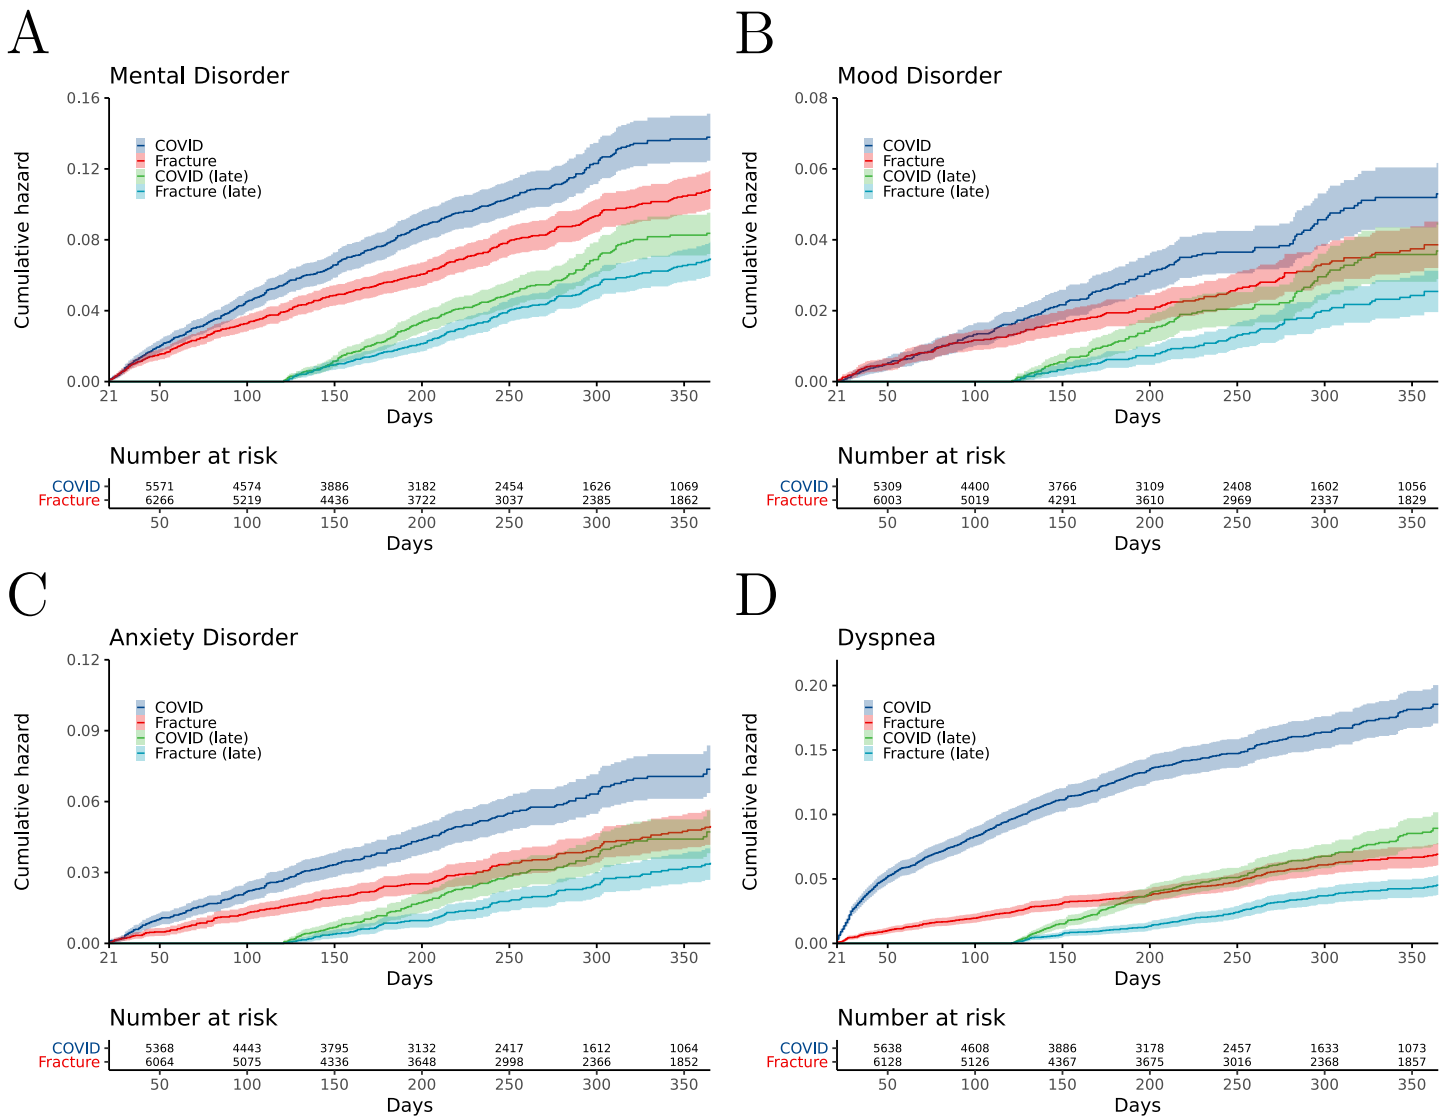 A
Mental Disorder
Cumulative hazard
0.16
0.12
0.08
0.04
0.00
COVID
Fracture
COVID (late)
Fracture (late)
21 50 100 150 200 250 300 350
Days
Number at risk
COVID 5571 4574 3886 3182 2454 1626 1069
Fracture 6266 5219 4436 3722 3037 2385 1862
50 100 150 200 250 300 350
Days
B
Mood Disorder
Cumulative hazard
0.08
0.06
0.04
0.02
0.00
COVID
Fracture
COVID (late)
Fracture (late)
21 50 100 150 200 250 300 350
Days
Number at risk
COVID 5309 4400 3766 3109 2408 1602 1056
Fracture 6003 5019 4291 3610 2969 2337 1829
50 100 150 200 250 300 350
Days
C
Anxiety Disorder
Cumulative hazard
0.12
0.09
0.06
0.03
0.00
COVID
Fracture
COVID (late)
Fracture (late)
21 50 100 150 200 250 300 350
Days
Number at risk
COVID 5368 4443 3795 3132 2417 1612 1064
Fracture 6064 5075 4336 3648 2998 2366 1852
50 100 150 200 250 300 350
Days
D
Dyspnea
Cumulative hazard
0.20
0.15
0.10
0.05
0.00
COVID
Fracture
COVID (late)
Fracture (late)
21 50 100 150 200 250 300 350
Days
Number at risk
COVID 5638 4608 3886 3178 2457 1633 1073
Fracture 6128 5126 4367 3675 3016 2368 1857
50 100 150 200 250 300 350
Days